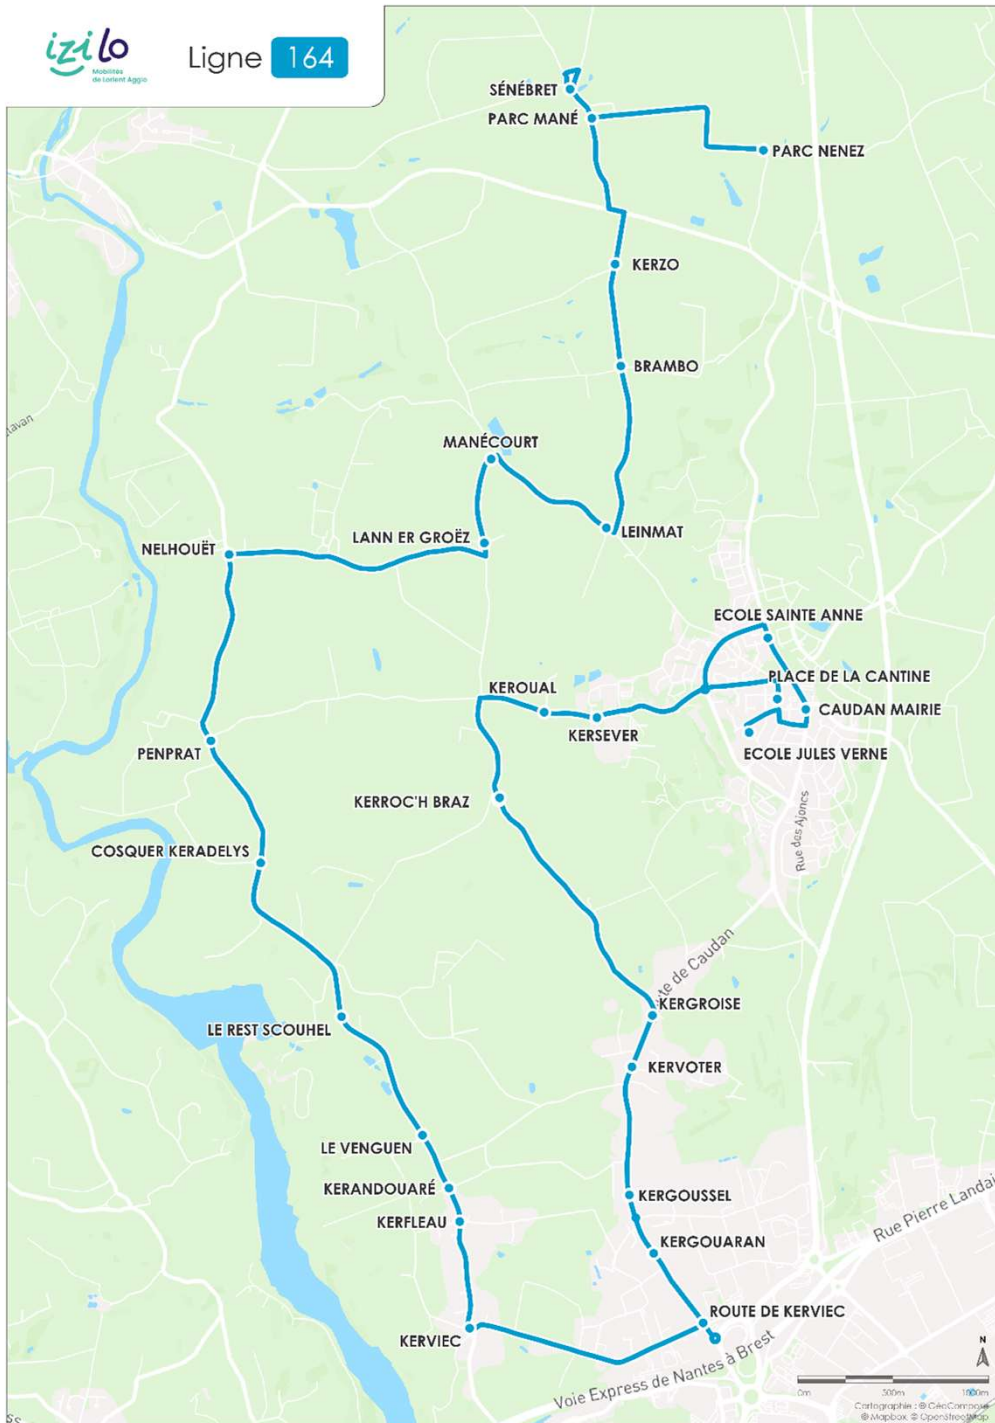 izilo
Mobilités
de Lorient Agglo
Ligne 164
SÉNÉBRET
PARC MANÉ
PARC NENEZ
KERZO
BRAMBO
MANÉCOURT
LEINMAT
LANN ER GROËZ
NELHOUËT
ECOLE SAINTE ANNE
PLACE DE LA CANTINE
KEROUAL
CAUDAN MAIRIE
KERSEVER
ECOLE JULES VERNE
PENPRAT
KERROC'H BRAZ
Rue des Ajoncs
COSQUER KERADELYS
te de Caudan
KERGROISE
LE REST SCOUHEL
KERVOTER
LE VENGUEN
KERANDOUARÉ
KERGOUSSEL
KERFLEAU
Rue Pierre Landai
KERGOUARAN
ROUTE DE KERVIEC
KERVIEC
Voie Express de Nantes à Brest
N
0m 500m 1000m
Cartographie : © GéoCompose
© Mapbox © OpenStreetMap